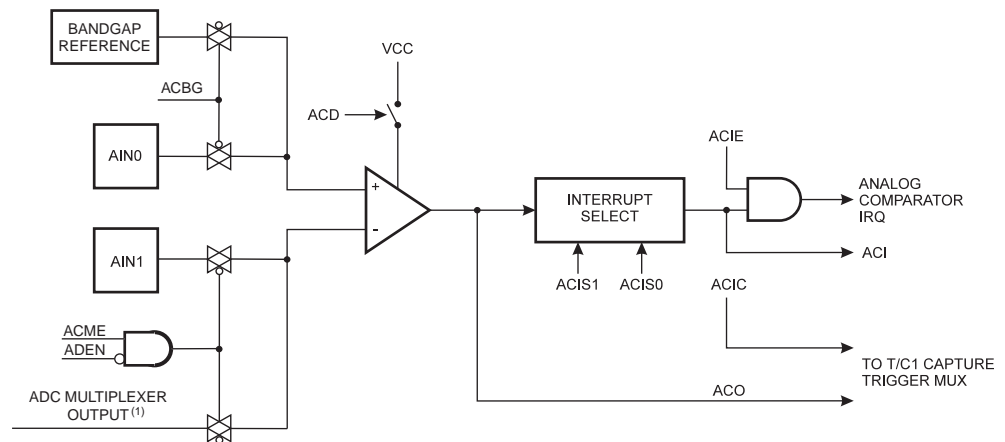 BANDGAP
REFERENCE
VCC
ACBG
ACD
AIN0
ACIE
+
-
INTERRUPT
SELECT
ANALOG
COMPARATOR
IRQ
AIN1
ACI
ACIS1 ACIS0 ACIC
ACME
ADEN
TO T/C1 CAPTURE
TRIGGER MUX
ADC MULTIPLEXER
OUTPUT (1)
ACO